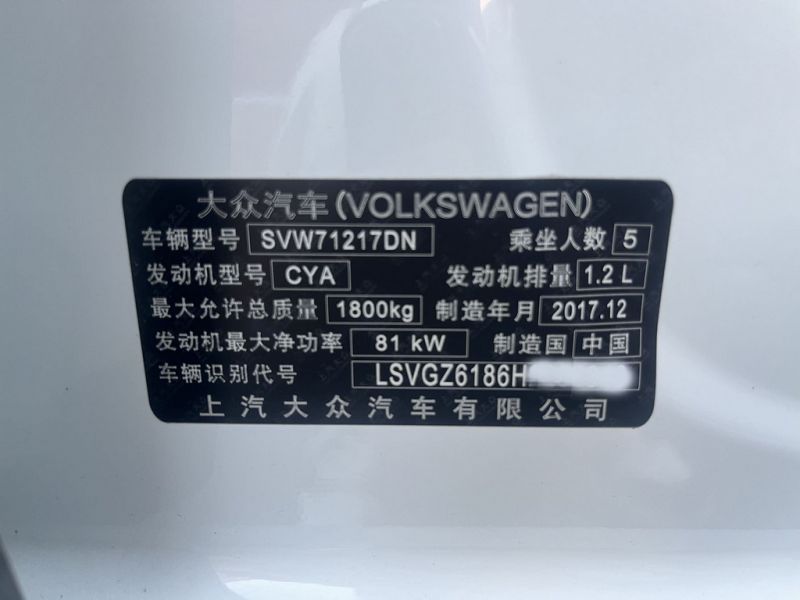 大众汽车(VOLKSWAGEN)
车辆型号 SVW71217DN 乘坐人数 5
发动机型号 CYA 发动机排量 1.2 L
最大允许总质量 1800kg 制造年月 2017.12
发动机最大净功率 81 kW 制造国 中国
车辆识别代号 LSVGZ6186H
上汽大众汽车有限公司